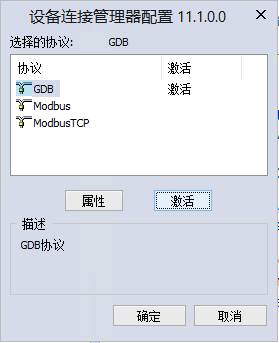 设备连接管理器配置 11.1.0.0
选择的协议: GDB
协议 激活
GDB 激活
Modbus
ModbusTCP
属性 激活
描述
GDB协议
确定 取消